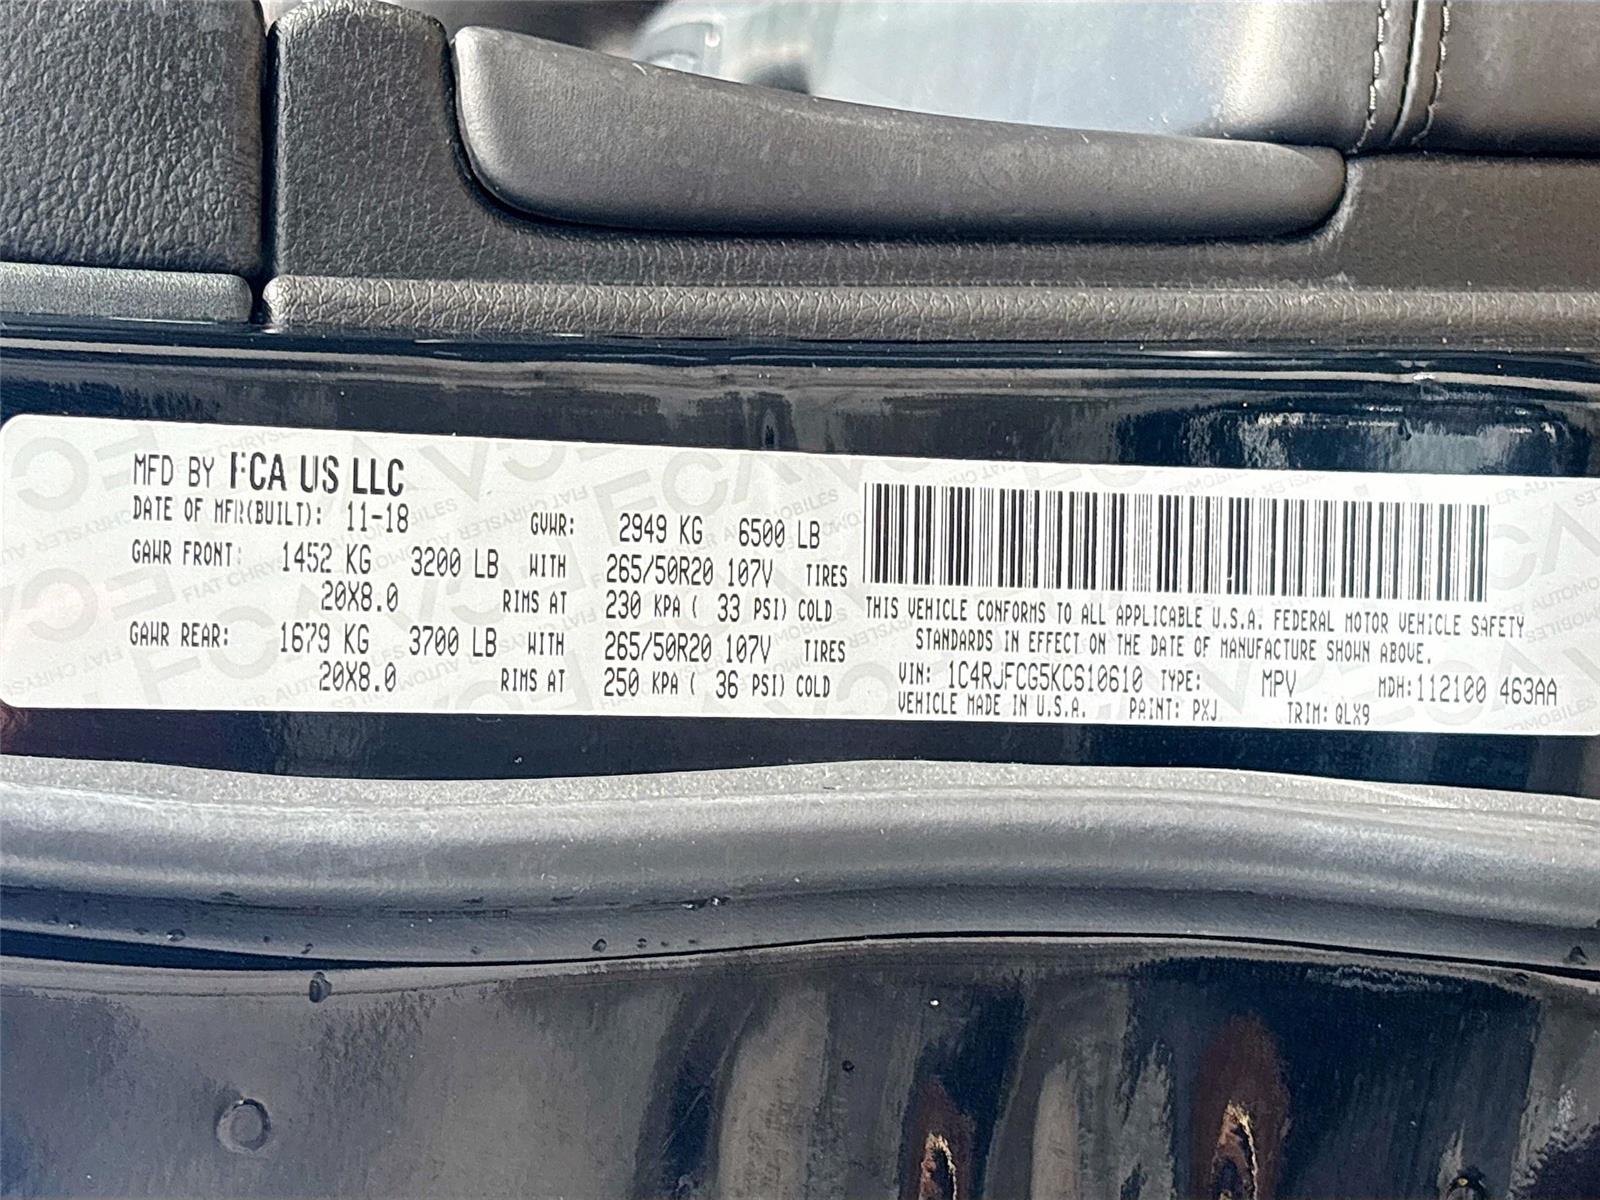 MFD BY FCA US LLC
DATE OF MFR(BUILT): 11-18 GVWR: 2949 KG 6500 LB
GAWR FRONT: 1452 KG 3200 LB WITH 265/50R20 107V TIRES
20X8.0 RIMS AT 230 KPA ( 33 PSI) COLD
GAWR REAR: 1679 KG 3700 LB WITH 265/50R20 107V TIRES
20X8.0 RIMS AT 250 KPA ( 36 PSI) COLD
THIS VEHICLE CONFORMS TO ALL APPLICABLE U.S.A. FEDERAL MOTOR VEHICLE SAFETY
STANDARDS IN EFFECT ON THE DATE OF MANUFACTURE SHOWN ABOVE.
VIN: 1C4RJFCG5KC610610 TYPE: MPV MDH:112100 463AA
VEHICLE MADE IN U.S.A. PAINT: PXJ TRIM: QLX9